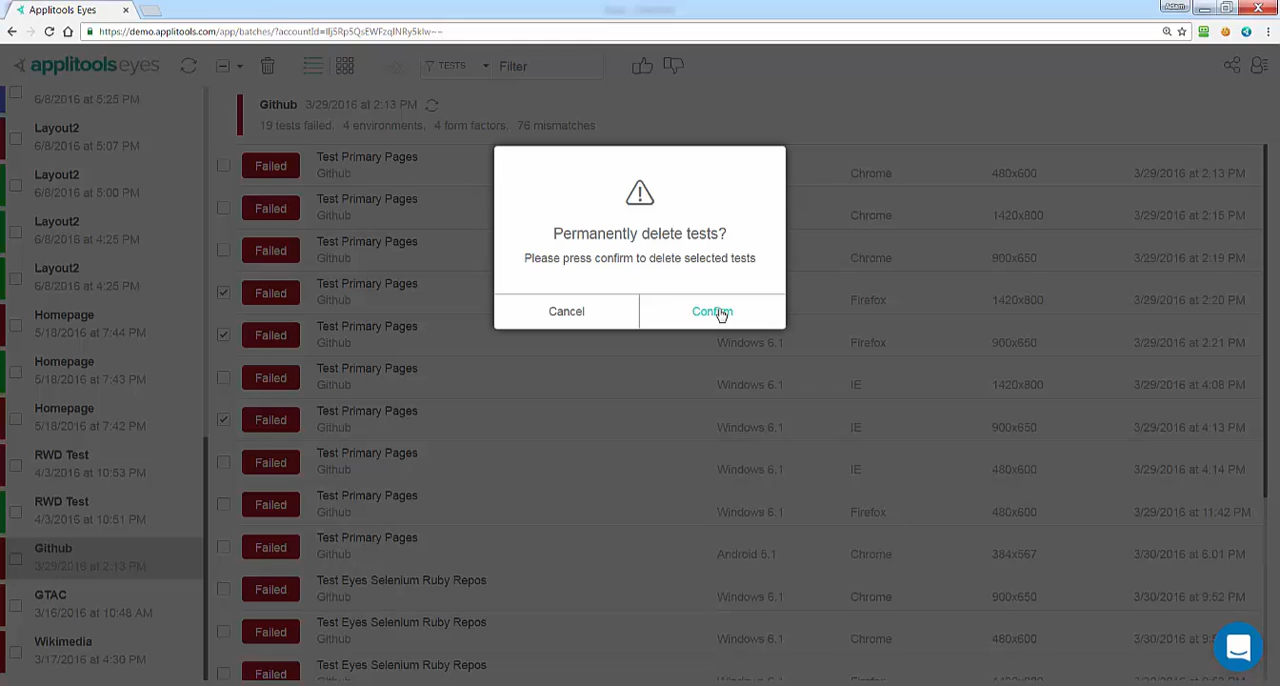 Applitools Eyes
Adam
https://demo.applitools.com/app/batches/?accountId=
applitools eyes
TESTS
Filter
6/8/2016 at 5:25 PM
Layout2
6/8/2016 at 5:07 PM
Layout2
6/8/2016 at 5:00 PM
Layout2
6/8/2016 at 4:25 PM
Layout2
6/8/2016 at 4:25 PM
Homepage
5/18/2016 at 7:44 PM
Homepage
5/18/2016 at 7:43 PM
Homepage
5/18/2016 at 7:42 PM
RWD Test
4/3/2016 at 10:53 PM
RWD Test
4/3/2016 at 10:51 PM
Github
3/29/2016 at 2:13 PM
GTAC
3/16/2016 at 10:48 AM
Wikimedia
3/17/2016 at 4:30 PM
Github 3/29/2016 at 2:13 PM
19 tests failed, 4 environments, 4 form factors, 76 mismatches
Failed Test Primary Pages
Github Chrome 480x600 3/29/2016 at 2:13 PM
Failed Test Primary Pages
Github Chrome 1420x800 3/29/2016 at 2:15 PM
Failed Test Primary Pages
Github Chrome 900x650 3/29/2016 at 2:19 PM
Failed Test Primary Pages
Github Firefox 1420x800 3/29/2016 at 2:20 PM
Failed Test Primary Pages
Github Windows 6.1 Firefox 900x650 3/29/2016 at 2:21 PM
Failed Test Primary Pages
Github Windows 6.1 IE 1420x800 3/29/2016 at 4:08 PM
Failed Test Primary Pages
Github Windows 6.1 IE 900x650 3/29/2016 at 4:13 PM
Failed Test Primary Pages
Github Windows 6.1 IE 480x600 3/29/2016 at 4:14 PM
Failed Test Primary Pages
Github Windows 6.1 Firefox 480x600 3/29/2016 at 11:42 PM
Failed Test Primary Pages
Github Android 5.1 Chrome 384x567 3/30/2016 at 6:01 PM
Failed Test Eyes Selenium Ruby Repos
Github Windows 6.1 Chrome 900x650 3/30/2016 at 9:52 PM
Failed Test Eyes Selenium Ruby Repos
Github Windows 6.1 Chrome 480x600 3/30/2016 at
Failed Test Eyes Selenium Ruby Repos
Permanently delete tests?
Please press confirm to delete selected tests
Cancel
Confirm